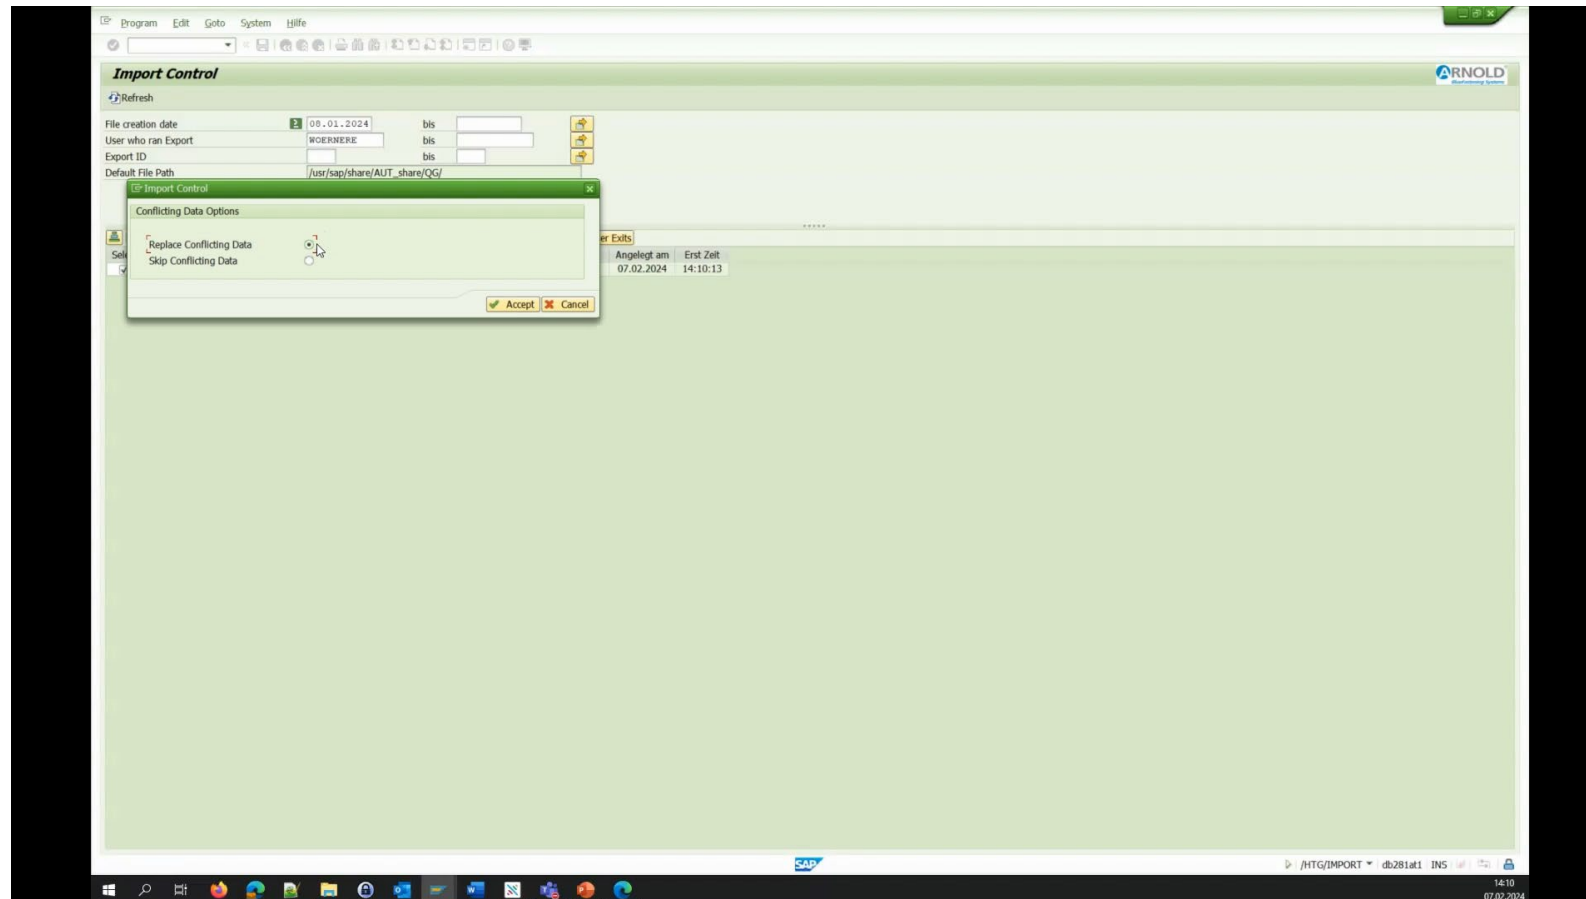 Program Edit Goto System Hilfe
Import Control
ARNOLD
Refresh
File creation date 08.01.2024 bis
User who ran Export WOERNERE bis
Export ID bis
Default File Path /usr/sap/share/AUT_share/QG/
Import Control
Conflicting Data Options
Replace Conflicting Data
Skip Conflicting Data
Accept Cancel
er Exits
Sele Angelegt am Erst Zeit
07.02.2024 14:10:13
SAP
/HTG/IMPORT db281at1 INS
14:10
07.02.2024